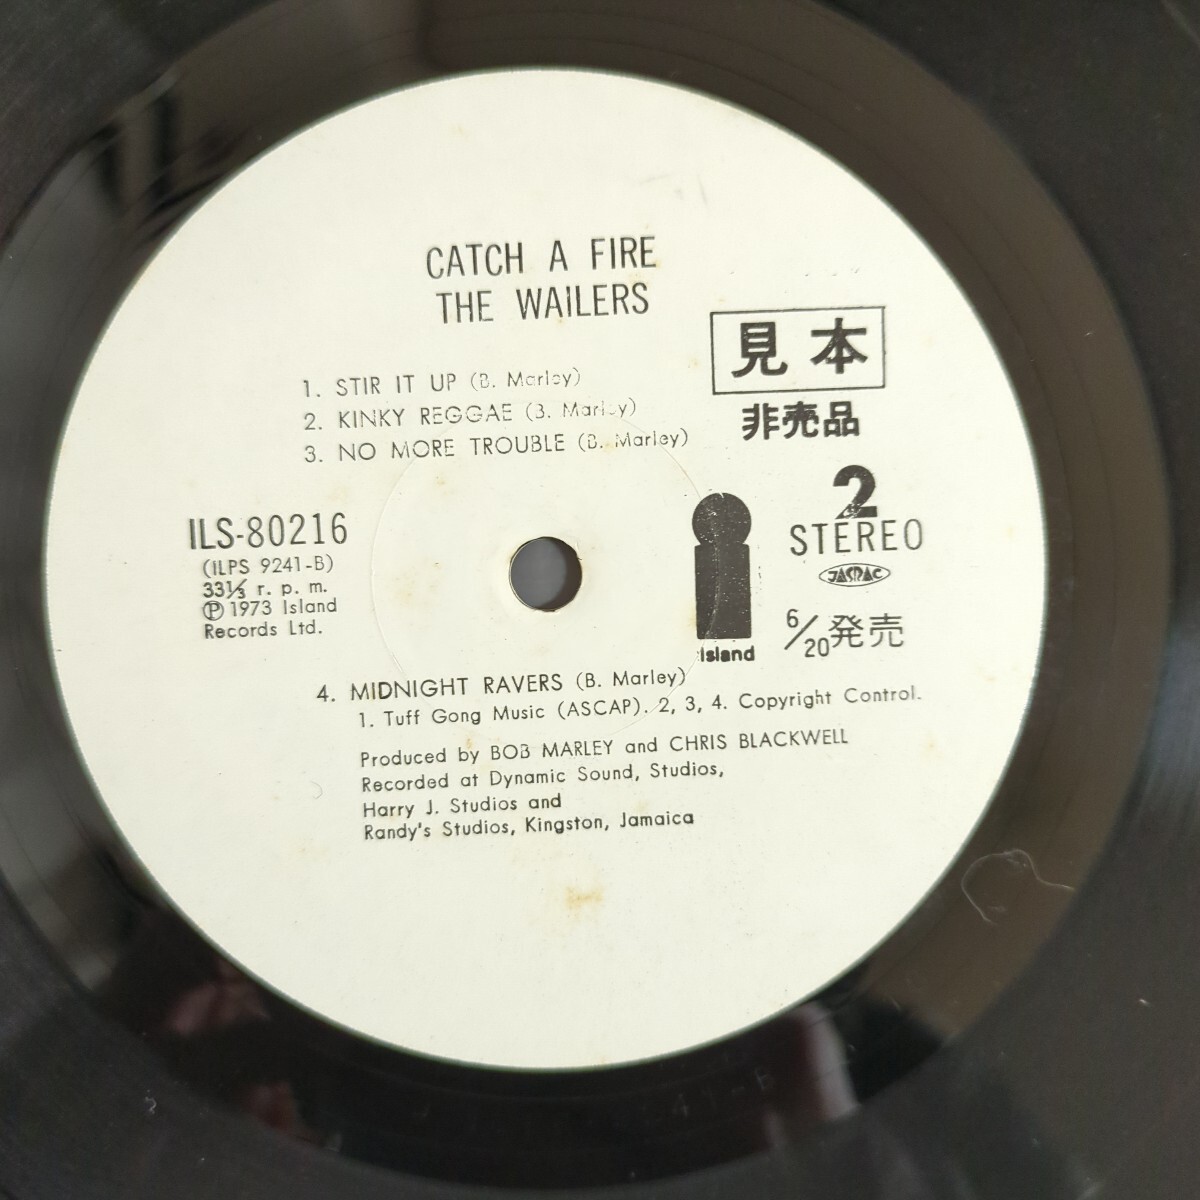 CATCH A FIRE
THE WAILERS
見本
非売品
1. STIR IT UP (B. Marley)
2. KINKY REGGAE (B. Marley)
3. NO MORE TROUBLE (B. Marley)
ILS-80216
(ILPS 9241-B)
33⅓ r. p. m.
Ⓟ 1973 Island
Records Ltd.
2
STEREO
JASRAC
6/20発売
Island
4. MIDNIGHT RAVERS (B. Marley)
1. Tuff Gong Music (ASCAP). 2, 3, 4. Copyright Control.
Produced by BOB MARLEY and CHRIS BLACKWELL
Recorded at Dynamic Sound, Studios,
Harry J. Studios and
Randy's Studios, Kingston, Jamaica